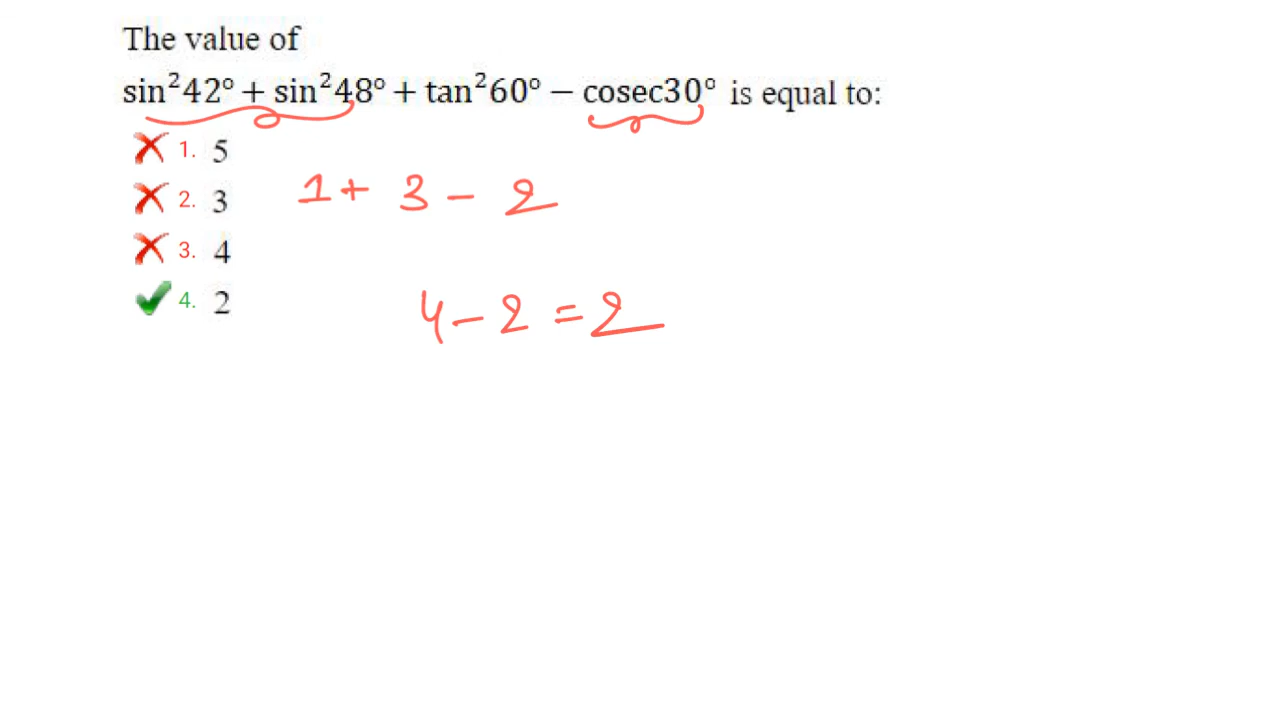 The value of
sin²42° + sin²48° + tan²60° − cosec30° is equal to:
1. 5
2. 3
1 + 3 - 2
3. 4
4. 2
4 - 2 = 2